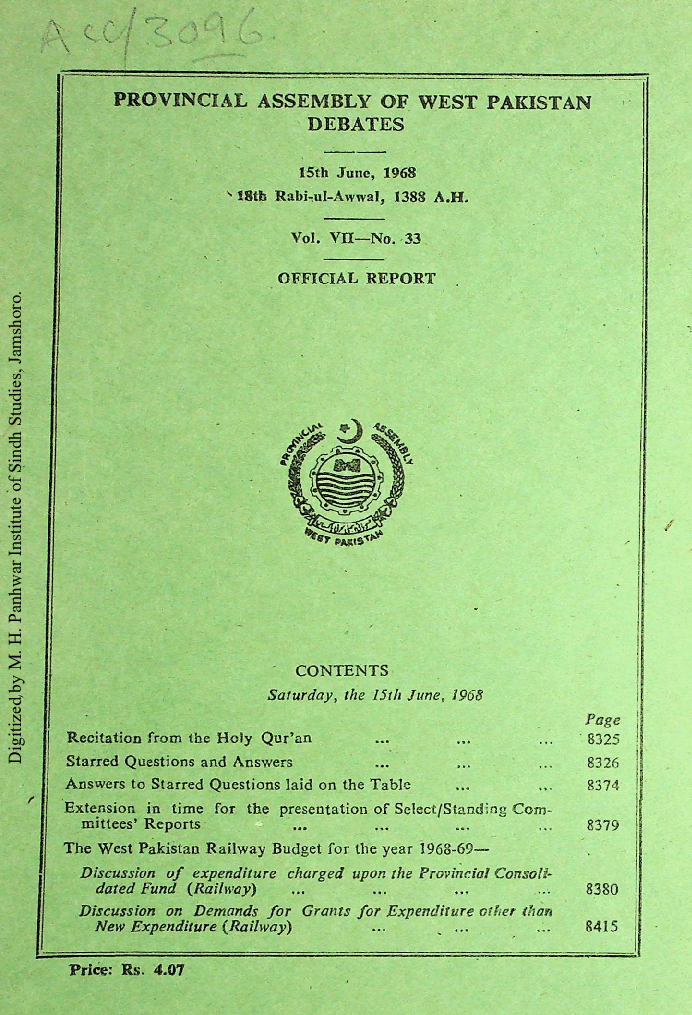 Acc/3096
PROVINCIAL ASSEMBLY OF WEST PAKISTAN
DEBATES
15th June, 1968
18th Rabi-ul-Awwal, 1388 A.H.
Vol. VII—No. 33
OFFICIAL REPORT
PROVINCIAL ASSEMBLY
WEST PAKISTAN
CONTENTS
Saturday, the 15th June, 1968
Page
Recitation from the Holy Qur'an ... ... ... 8325
Starred Questions and Answers ... ... ... 8326
Answers to Starred Questions laid on the Table ... ... 8374
Extension in time for the presentation of Select/Standing Com-
mittees' Reports ... ... ... ... 8379
The West Pakistan Railway Budget for the year 1968-69—
Discussion of expenditure charged upon the Provincial Consoli-
dated Fund (Railway) ... ... ... ... 8380
Discussion on Demands for Grants for Expenditure other than
New Expenditure (Railway) ... ... ... 8415
Price: Rs. 4.07
Digitized by M. H. Panhwar Institute of Sindh Studies, Jamshoro.